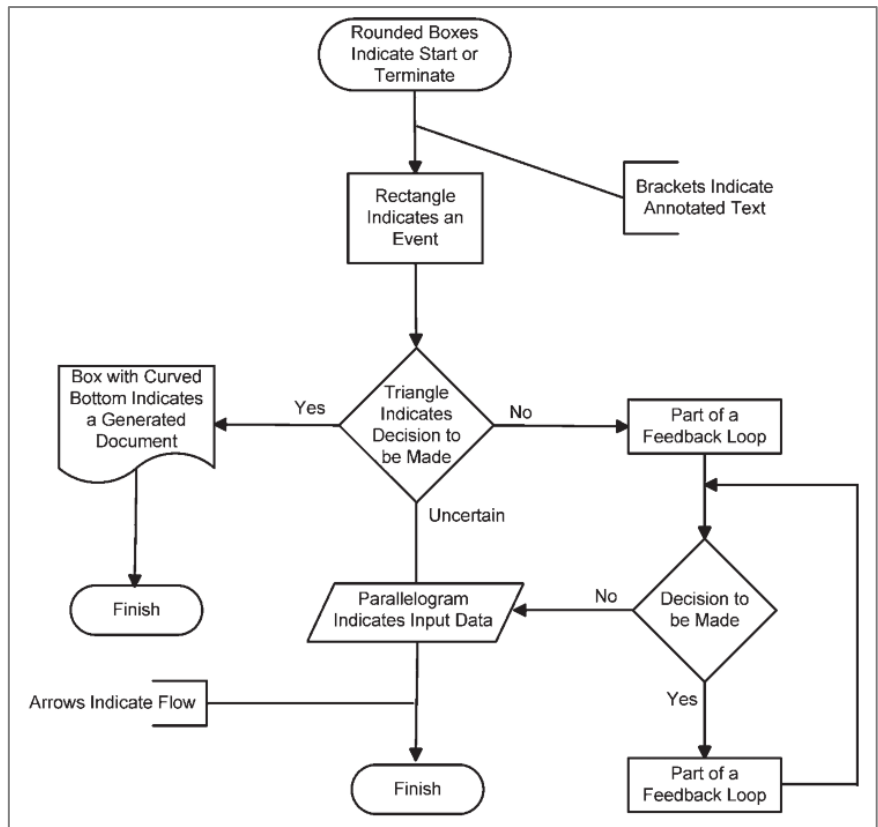 Rounded Boxes
Indicate Start or
Terminate
Brackets Indicate
Annotated Text
Rectangle
Indicates an
Event
Box with Curved
Bottom Indicates
a Generated
Document
Yes
Triangle
Indicates
Decision to
be Made
No
Part of a
Feedback Loop
Uncertain
Finish
Parallelogram
Indicates Input Data
No
Decision to
be Made
Arrows Indicate Flow
Yes
Finish
Part of a
Feedback Loop